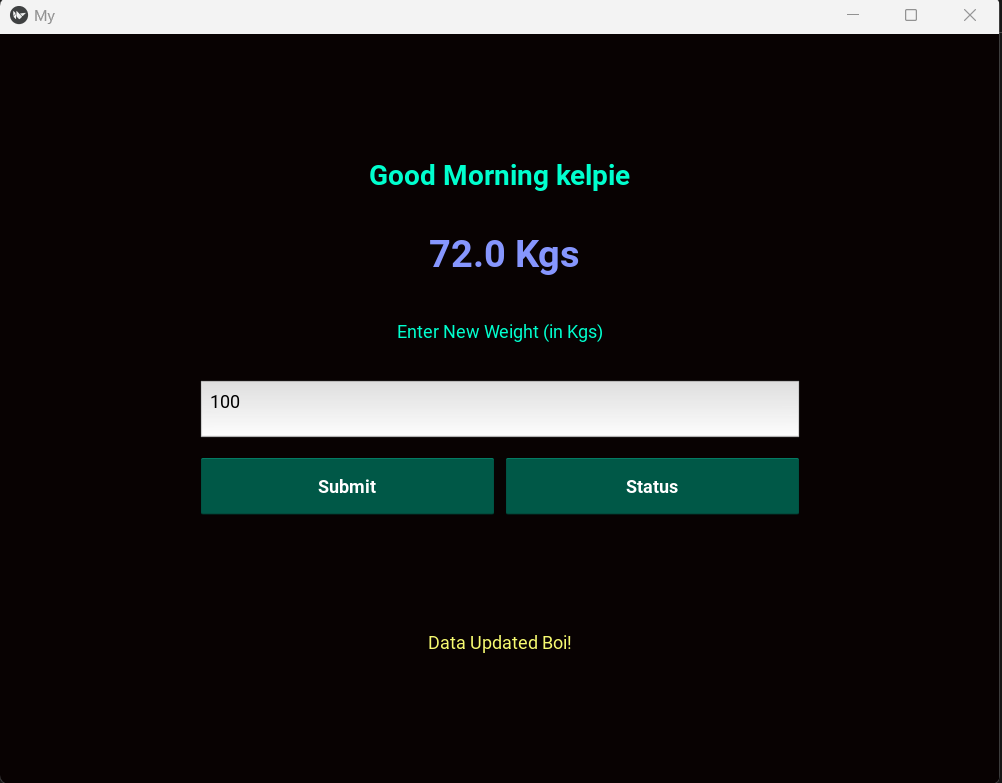 My
Good Morning kelpie
72.0 Kgs
Enter New Weight (in Kgs)
100
Submit
Status
Data Updated Boi!